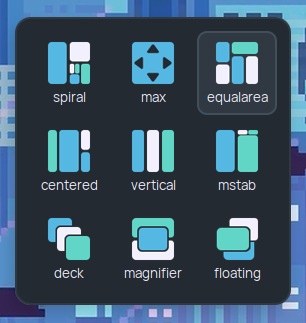 spiral max equalarea
centered vertical mstab
deck magnifier floating